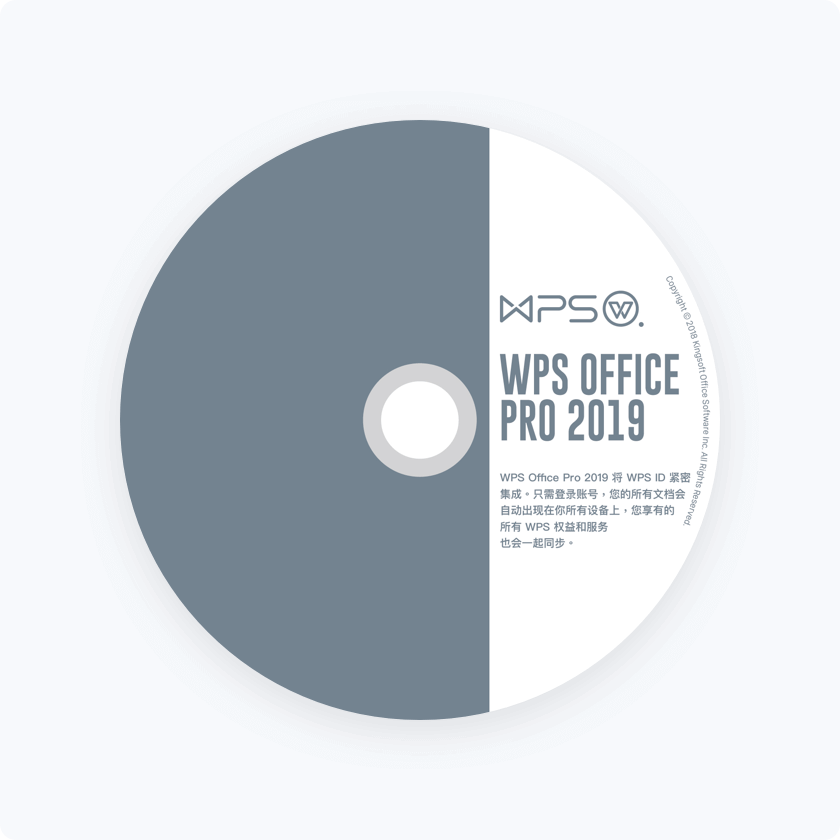 WPS W
WPS OFFICE
PRO 2019
WPS Office Pro 2019 将 WPS ID 紧密
集成。只需登录账号，您的所有文档会
自动出现在你所有设备上，您享有的
所有 WPS 权益和服务
也会一起同步。
Copyright © 2018 Kingsoft Office Software Inc. All Rights Reserved.